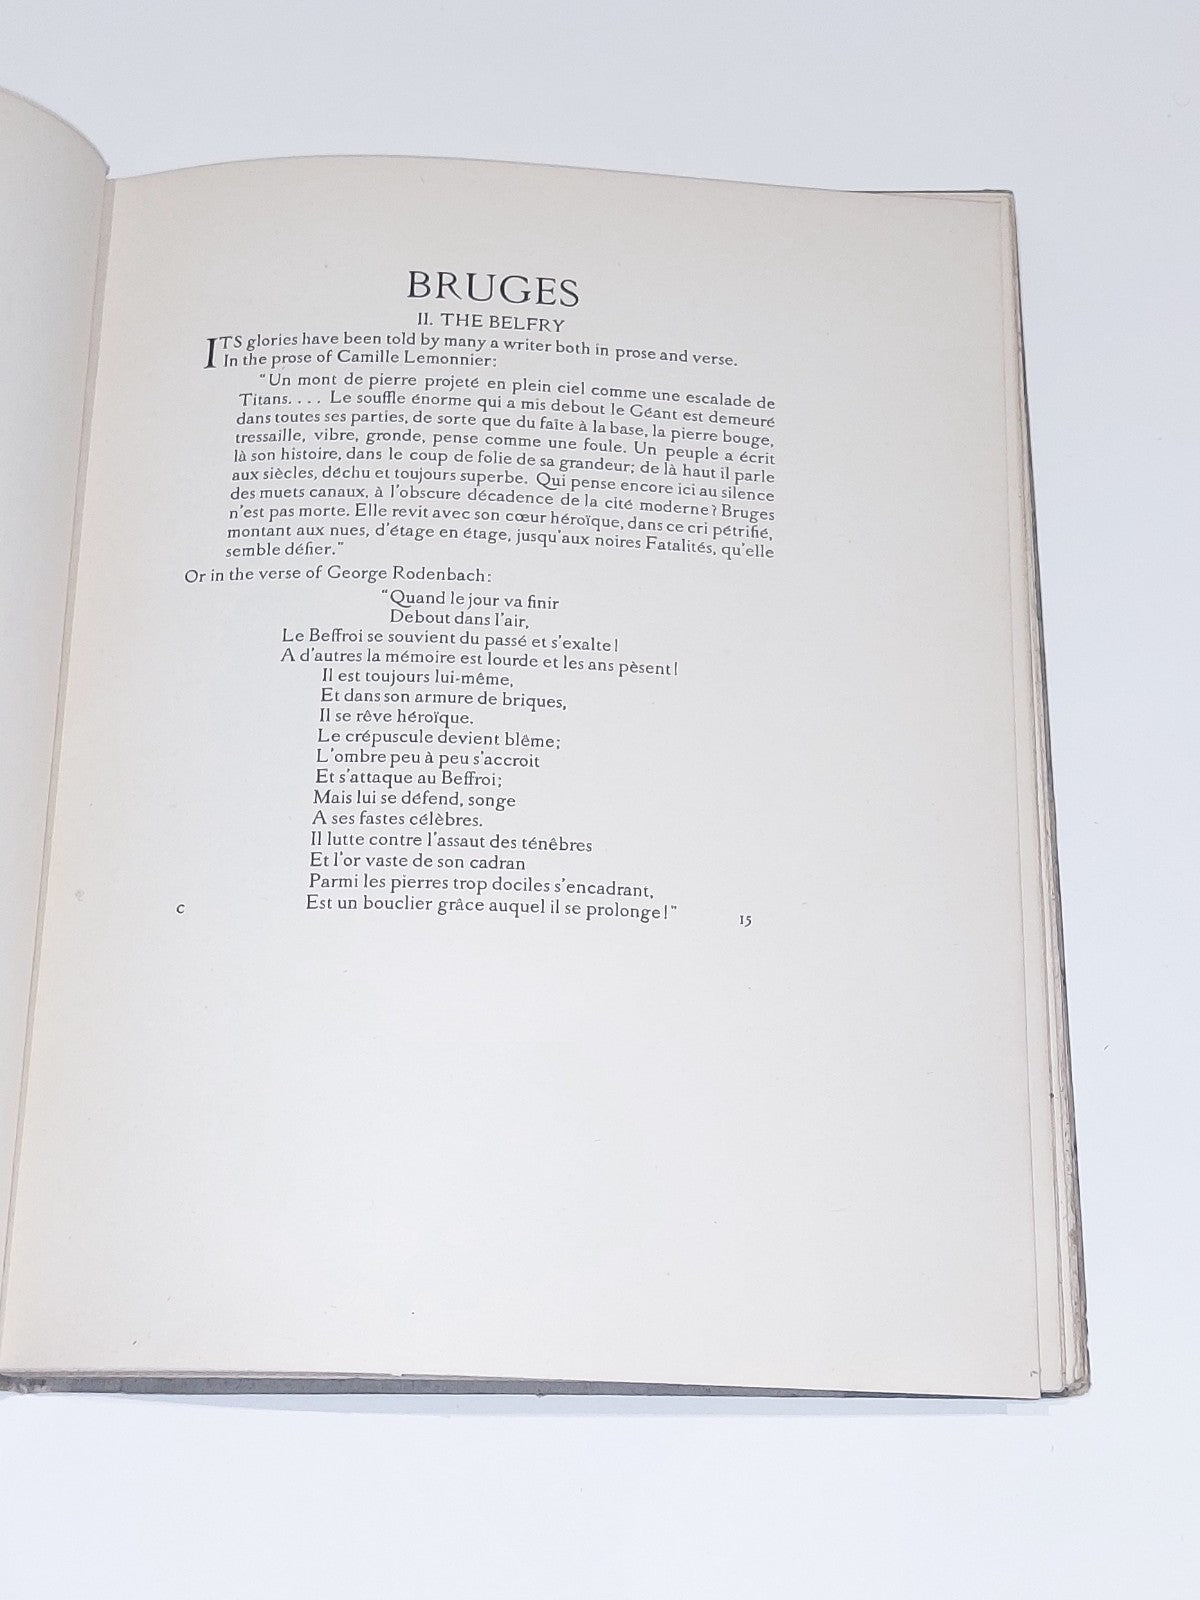 BRUGES
II. THE BELFRY
ITS glories have been told by many a writer both in prose and verse.
In the prose of Camille Lemonnier:
"Un mont de pierre projeté en plein ciel comme une escalade de
Titans. . . . Le souffle énorme qui a mis debout le Géant est demeuré
dans toutes ses parties, de sorte que du faîte à la base, la pierre bouge,
tressaille, vibre, gronde, pense comme une foule. Un peuple a écrit
là son histoire, dans le coup de folie de sa grandeur; de là haut il parle
aux siècles, déchu et toujours superbe. Qui pense encore ici au silence
des muets canaux, à l'obscure décadence de la cité moderne? Bruges
n'est pas morte. Elle revit avec son cœur héroïque, dans ce cri pétrifié,
montant aux nues, d'étage en étage, jusqu'aux noires Fatalités, qu'elle
semble défier."
Or in the verse of George Rodenbach:
"Quand le jour va finir
Debout dans l'air,
Le Beffroi se souvient du passé et s'exalte!
A d'autres la mémoire est lourde et les ans pèsent!
Il est toujours lui-même,
Et dans son armure de briques,
Il se rêve héroïque.
Le crépuscule devient blême;
L'ombre peu à peu s'accroit
Et s'attaque au Beffroi;
Mais lui se défend, songe
A ses fastes célèbres.
Il lutte contre l'assaut des ténêbres
Et l'or vaste de son cadran
Parmi les pierres trop dociles s'encadrant,
Est un bouclier grâce auquel il se prolonge!"
C 15